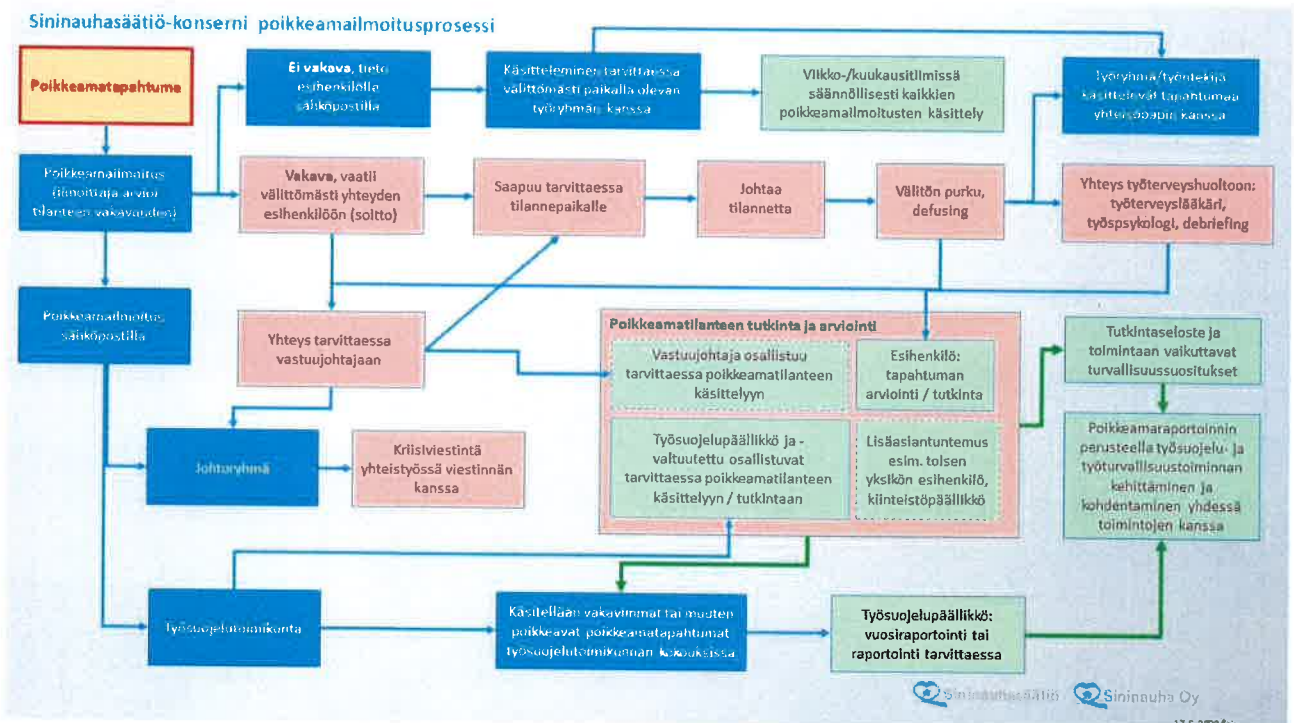 Sininauhasäätiö-konserni poikkeamailmoitusprosessi
Poikkeamatapahtuma
Ei vakava, tieto
esihenkilölle
sähköpostilla
Käsitteleminen tarvittaessa
välittömästi paikalla olevan
työryhmän kanssa
Viikko-/kuukausitiimissä
säännöllisesti kaikkien
poikkeamailmoitusten käsittely
Työryhmä/työntekijä
käsittelevät tapahtumaa
yhteisöpapin kanssa
Poikkeamailmoitus
(ilmoittaja arvioi
tilanteen vakavuuden)
Vakava, vaatii
välittömästi yhteyden
esihenkilöön (soitto)
Saapuu tarvittaessa
tilannepaikalle
Johtaa
tilannetta
Välitön purku,
defusing
Yhteys työterveyshuoltoon:
työterveyslääkäri,
työspsykologi, debriefing
Poikkeamailmoitus
sähköpostilla
Yhteys tarvittaessa
vastuujohtajaan
Poikkeamatilanteen tutkinta ja arviointi
Vastuujohtaja osallistuu
tarvittaessa poikkeamatilanteen
käsittelyyn
Esihenkilö:
tapahtuman
arviointi / tutkinta
Tutkintaseloste ja
toimintaan vaikuttavat
turvallisuussuositukset
Johtoryhmä
Kriisiviestintä
yhteistyössä viestinnän
kanssa
Työsuojelupäällikkö ja -
valtuutettu osallistuvat
tarvittaessa poikkeamatilanteen
käsittelyyn / tutkintaan
Lisäasiantuntemus
esim. toisen
yksikön esihenkilö,
kiinteistöpäällikkö
Poikkeamaraportoinnin
perusteella työsuojelu- ja
työturvallisuustoiminnan
kehittäminen ja
kohdentaminen yhdessä
toimintojen kanssa
Työsuojelutoimikunta
Käsitellään vakavimmat tai muuten
poikkeavat poikkeamatapahtumat
työsuojelutoimikunnan kokouksissa
Työsuojelupäällikkö:
vuosiraportointi tai
raportointi tarvittaessa
Sininauhasäätiö
Sininauha Oy